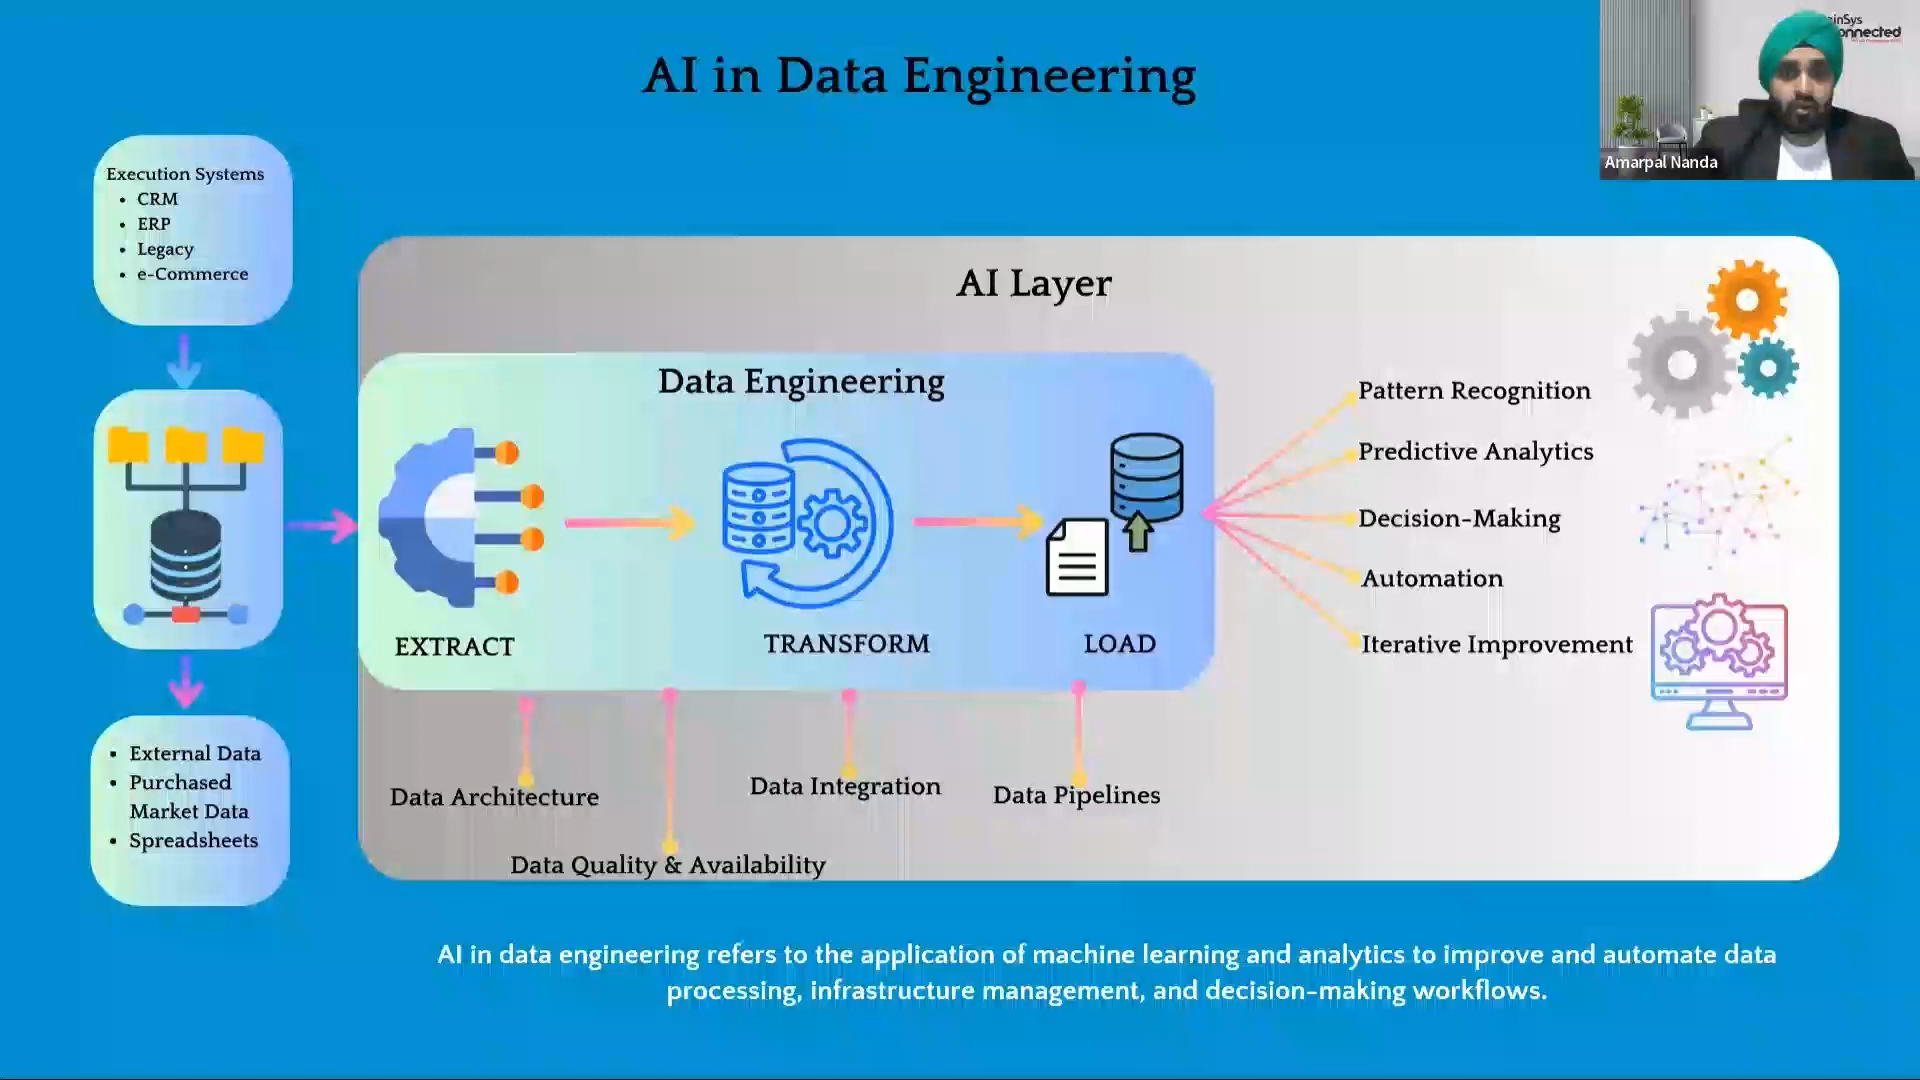 AI in Data Engineering
onnected
Amarpal Nanda
Execution Systems
• CRM
• ERP
• Legacy
• e-Commerce
AI Layer
Data Engineering
EXTRACT
TRANSFORM
LOAD
Pattern Recognition
Predictive Analytics
Decision-Making
Automation
Iterative Improvement
• External Data
• Purchased
Market Data
• Spreadsheets
Data Architecture
Data Integration
Data Pipelines
Data Quality & Availability
AI in data engineering refers to the application of machine learning and analytics to improve and automate data
processing, infrastructure management, and decision-making workflows.